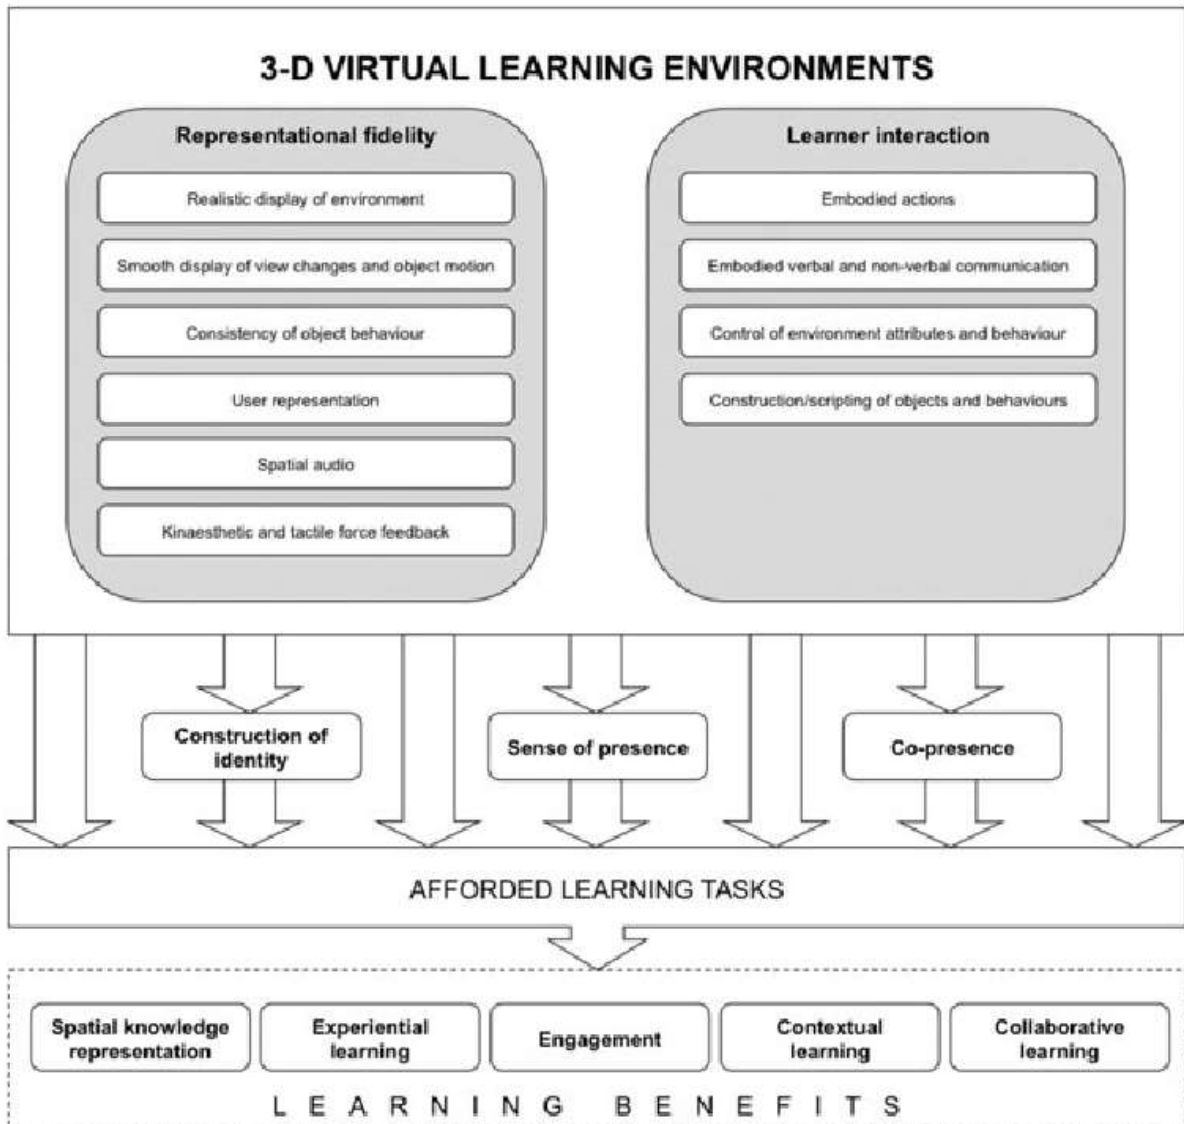 3-D VIRTUAL LEARNING ENVIRONMENTS
Representational fidelity
Realistic display of environment
Smooth display of view changes and object motion
Consistency of object behaviour
User representation
Spatial audio
Kinaesthetic and tactile force feedback
Learner interaction
Embodied actions
Embodied verbal and non-verbal communication
Control of environment attributes and behaviour
Construction/scripting of objects and behaviours
Construction of
identity
Sense of presence
Co-presence
AFFORDED LEARNING TASKS
Spatial knowledge
representation
Experiential
learning
Engagement
Contextual
learning
Collaborative
learning
LEARNING BENEFITS